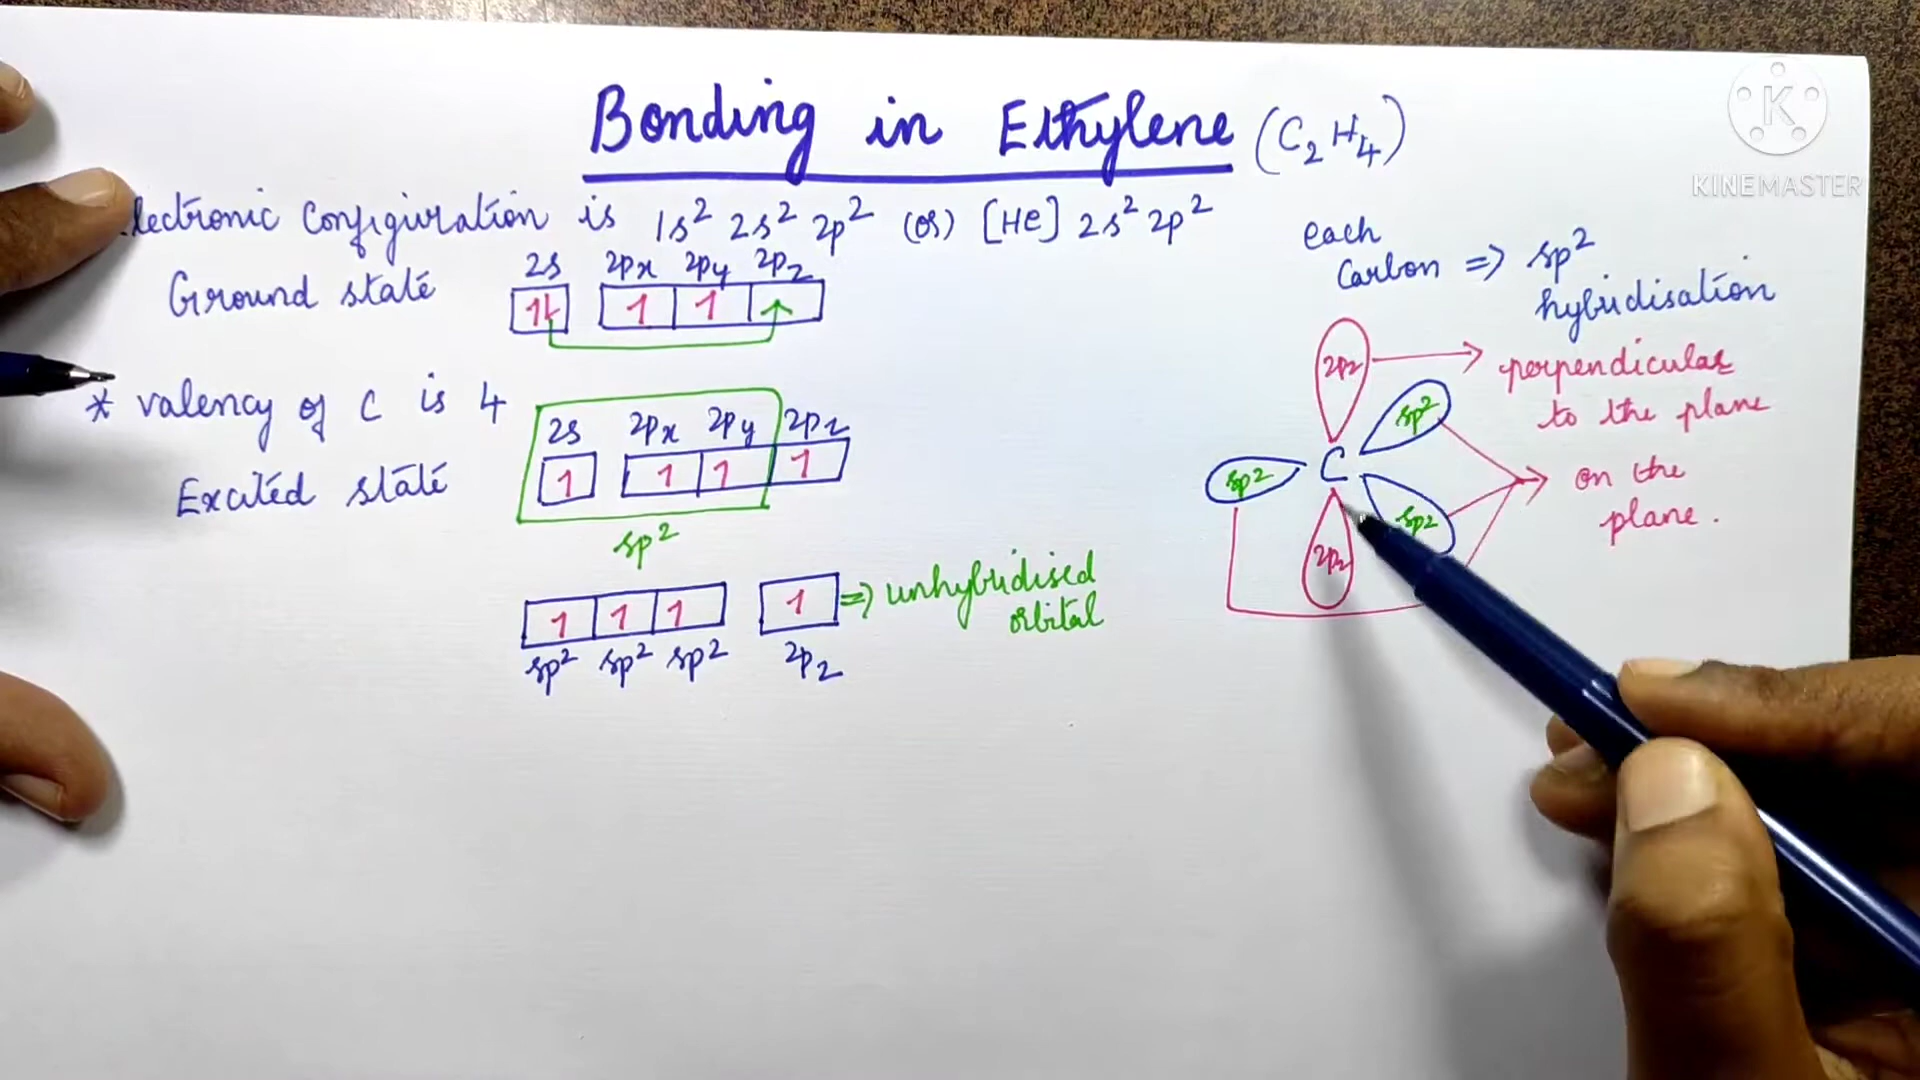 Bonding in Ethylene (C₂H₄)
lectronic configuration is 1s² 2s² 2p² (or) [He] 2s² 2p²
Ground state
2s 2px 2py 2pz
1⇂ 1 1
* valency of C is 4
Excited state
2s 2px 2py 2pz
1 1 1 1
sp²
1 1 1 1 => unhybridised
orbital
sp² sp² sp² 2pz
each
Carbon => sp²
hybridisation
2pz
perpendicular
to the plane
sp²
sp² C
sp2
2pz
on the
plane.
K
KINEMASTER